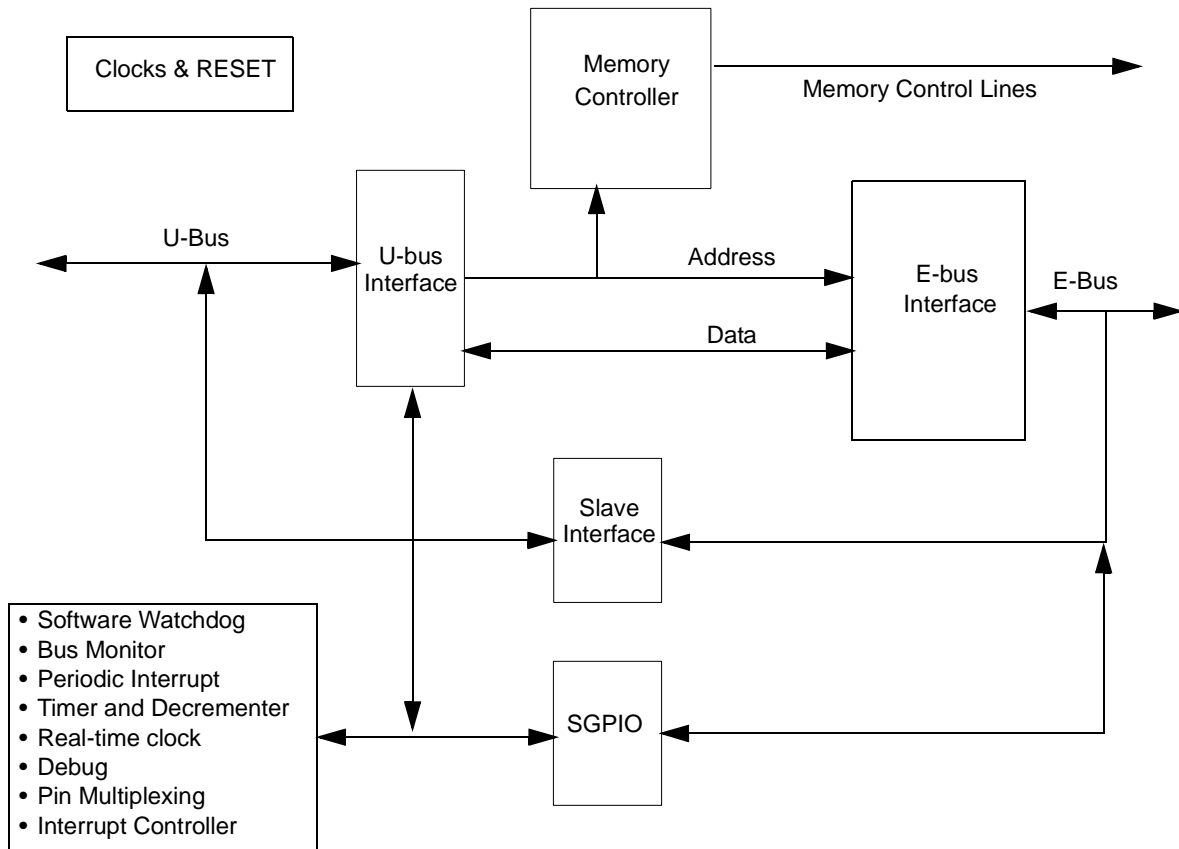 Clocks & RESET
Memory
Controller
Memory Control Lines
U-Bus
U-bus
Interface
Address
E-bus
Interface
E-Bus
Data
Slave
Interface
• Software Watchdog
• Bus Monitor
• Periodic Interrupt
• Timer and Decrementer
• Real-time clock
• Debug
• Pin Multiplexing
• Interrupt Controller
SGPIO